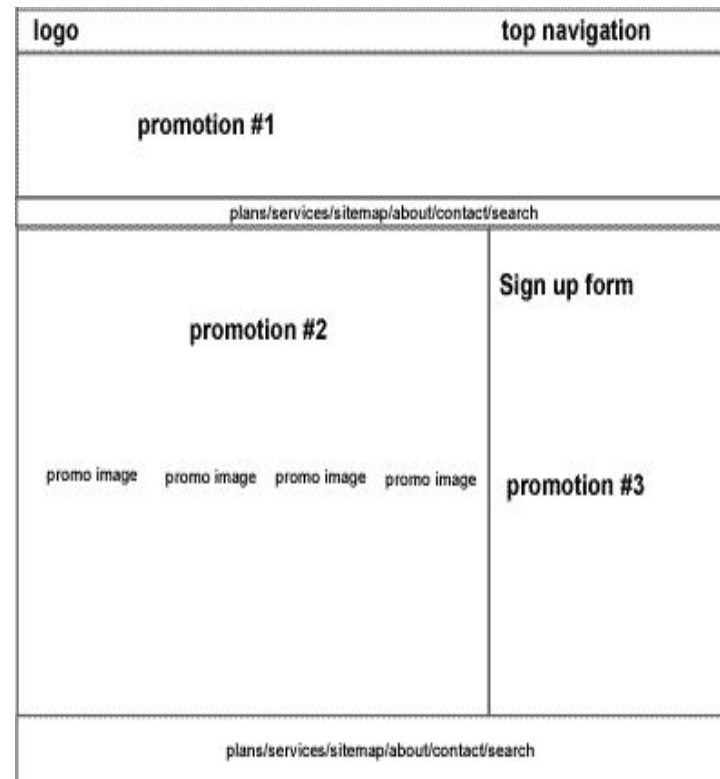 logo top navigation
promotion #1
plans/services/sitemap/about/contact/search
Sign up form
promotion #2
promo image promo image promo image promo image
promotion #3
plans/services/sitemap/about/contact/search